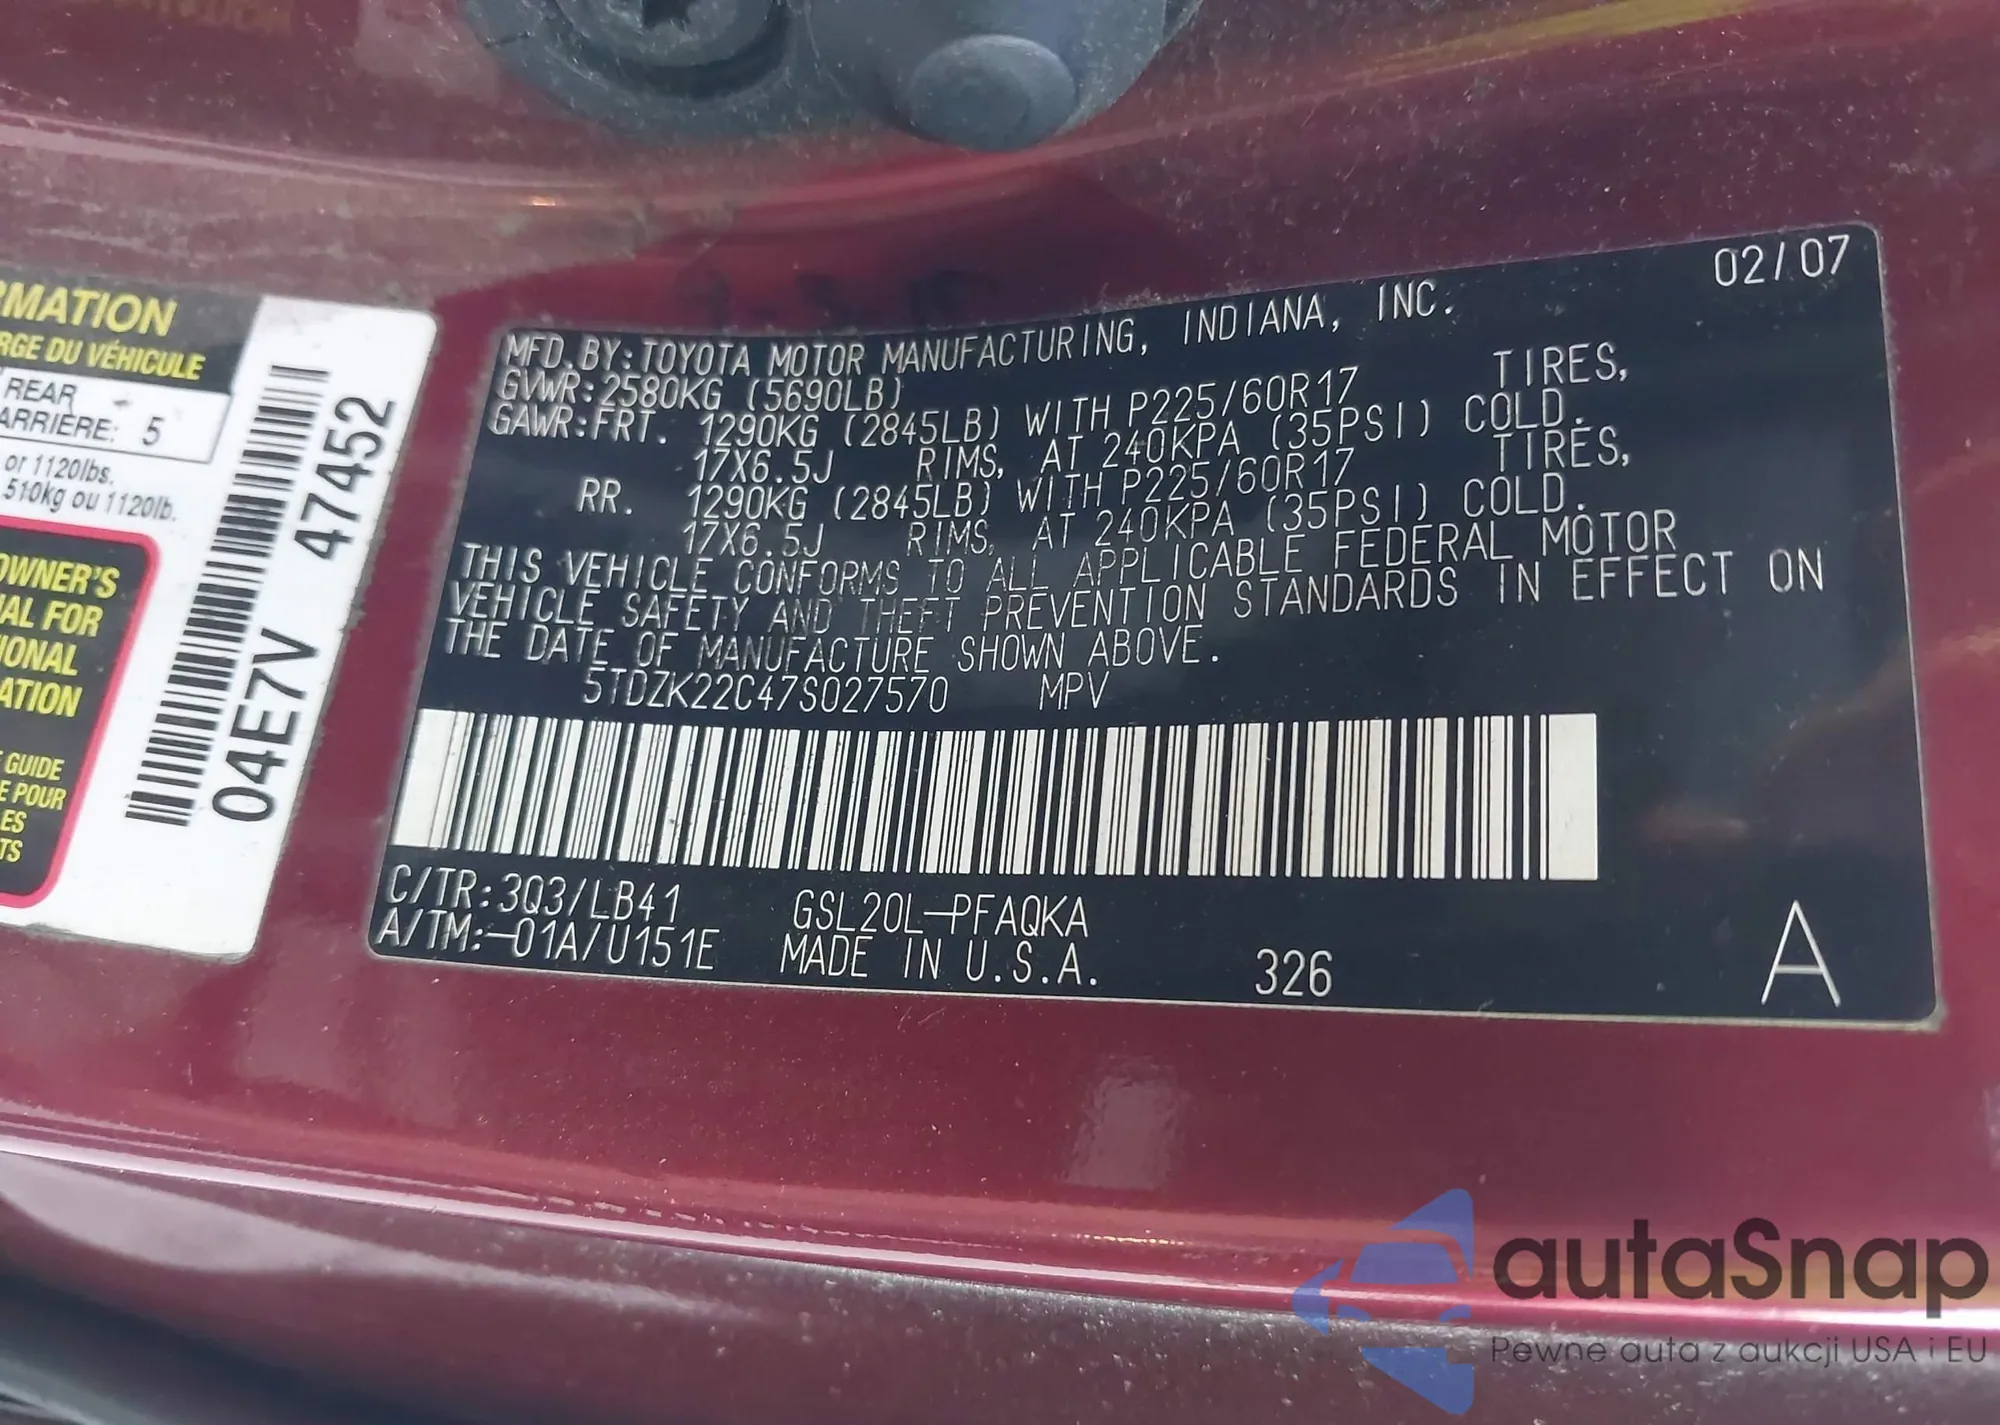 RMATION
RGE DU VÉHICULE
REAR
ARRIÈRE: 5
or 1120lbs.
510kg ou 1120lb.
OWNER'S
AL FOR
IONAL
ATION
GUIDE
E POUR
LES
TS
04E7V 47452
02/07
MFD.BY:TOYOTA MOTOR MANUFACTURING, INDIANA, INC.
GVWR:2580KG (5690LB)
GAWR:FRT. 1290KG (2845LB) WITH P225/60R17 TIRES,
17X6.5J RIMS, AT 240KPA (35PSI) COLD.
RR. 1290KG (2845LB) WITH P225/60R17 TIRES,
17X6.5J RIMS, AT 240KPA (35PSI) COLD.
THIS VEHICLE CONFORMS TO ALL APPLICABLE FEDERAL MOTOR
VEHICLE SAFETY AND THEFT PREVENTION STANDARDS IN EFFECT ON
THE DATE OF MANUFACTURE SHOWN ABOVE.
5TDZK22C47S027570 MPV
C/TR:3Q3/LB41 GSL20L-PFAQKA
A/TM:-01A/U151E MADE IN U.S.A. 326 A
autaSnap
Pewne auta z aukcji USA i EU